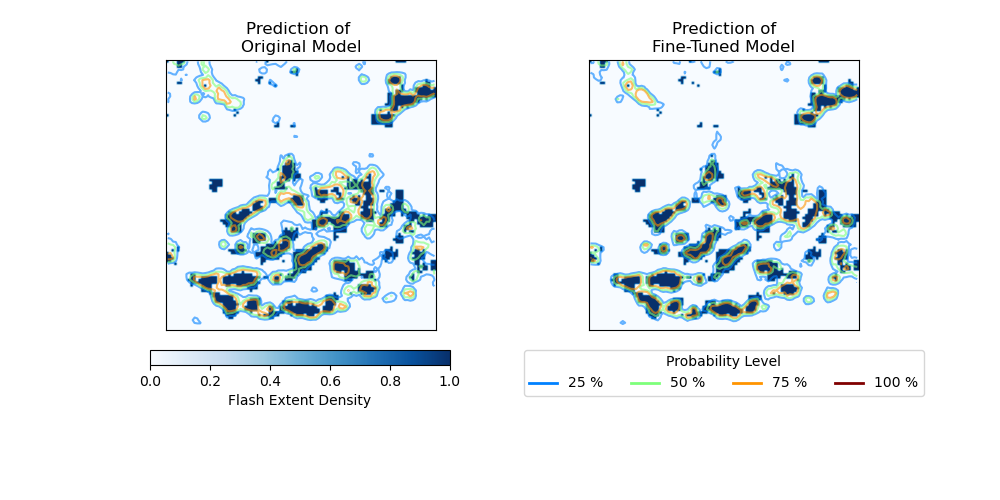 Prediction of
Original Model
Prediction of
Fine-Tuned Model
0.0 0.2 0.4 0.6 0.8 1.0
Flash Extent Density
Probability Level
25 % 50 % 75 % 100 %